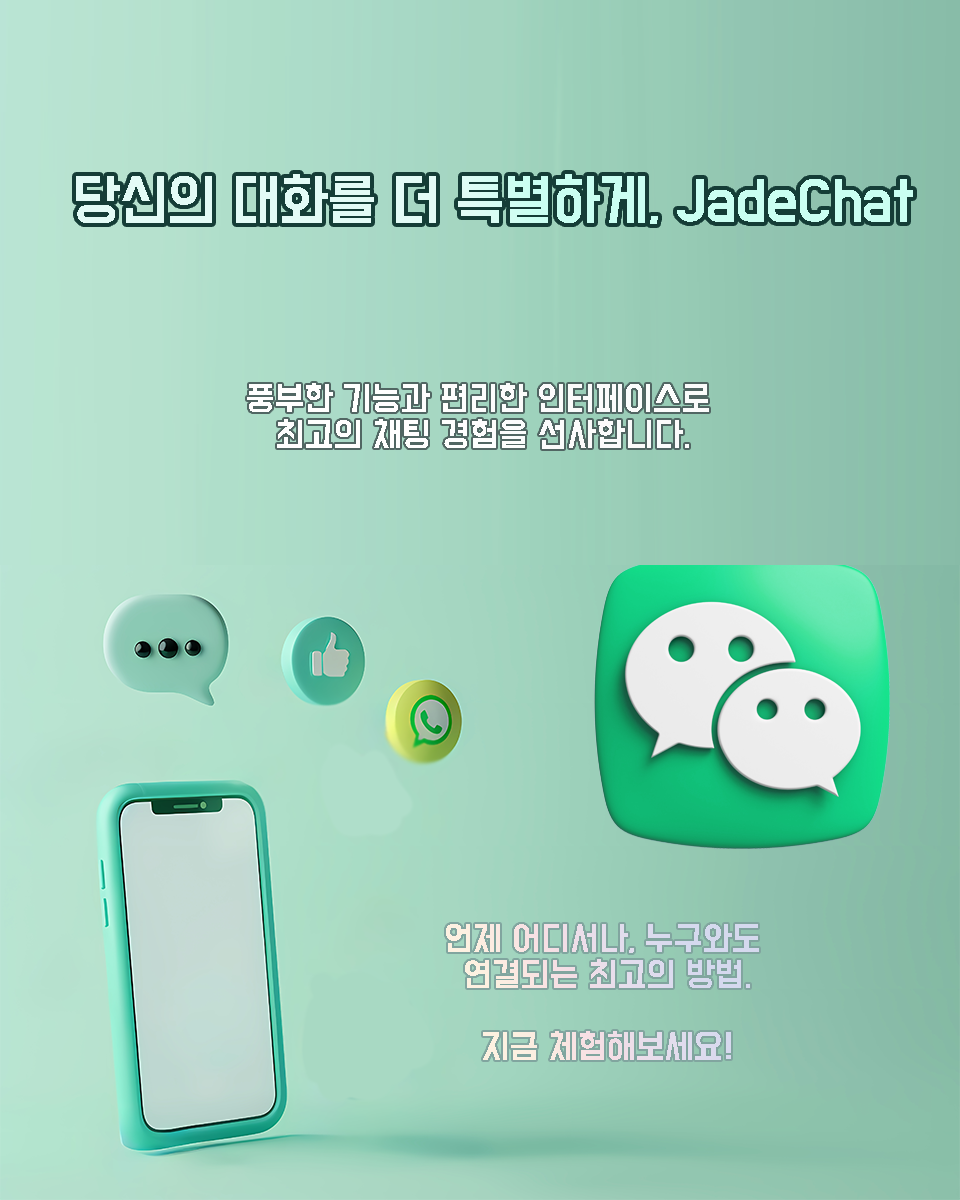 당신의 대화를 더 특별하게, JadeChat
풍부한 기능과 편리한 인터페이스로
최고의 채팅 경험을 선사합니다.
언제 어디서나, 누구와도
연결되는 최고의 방법.
지금 체험해보세요!